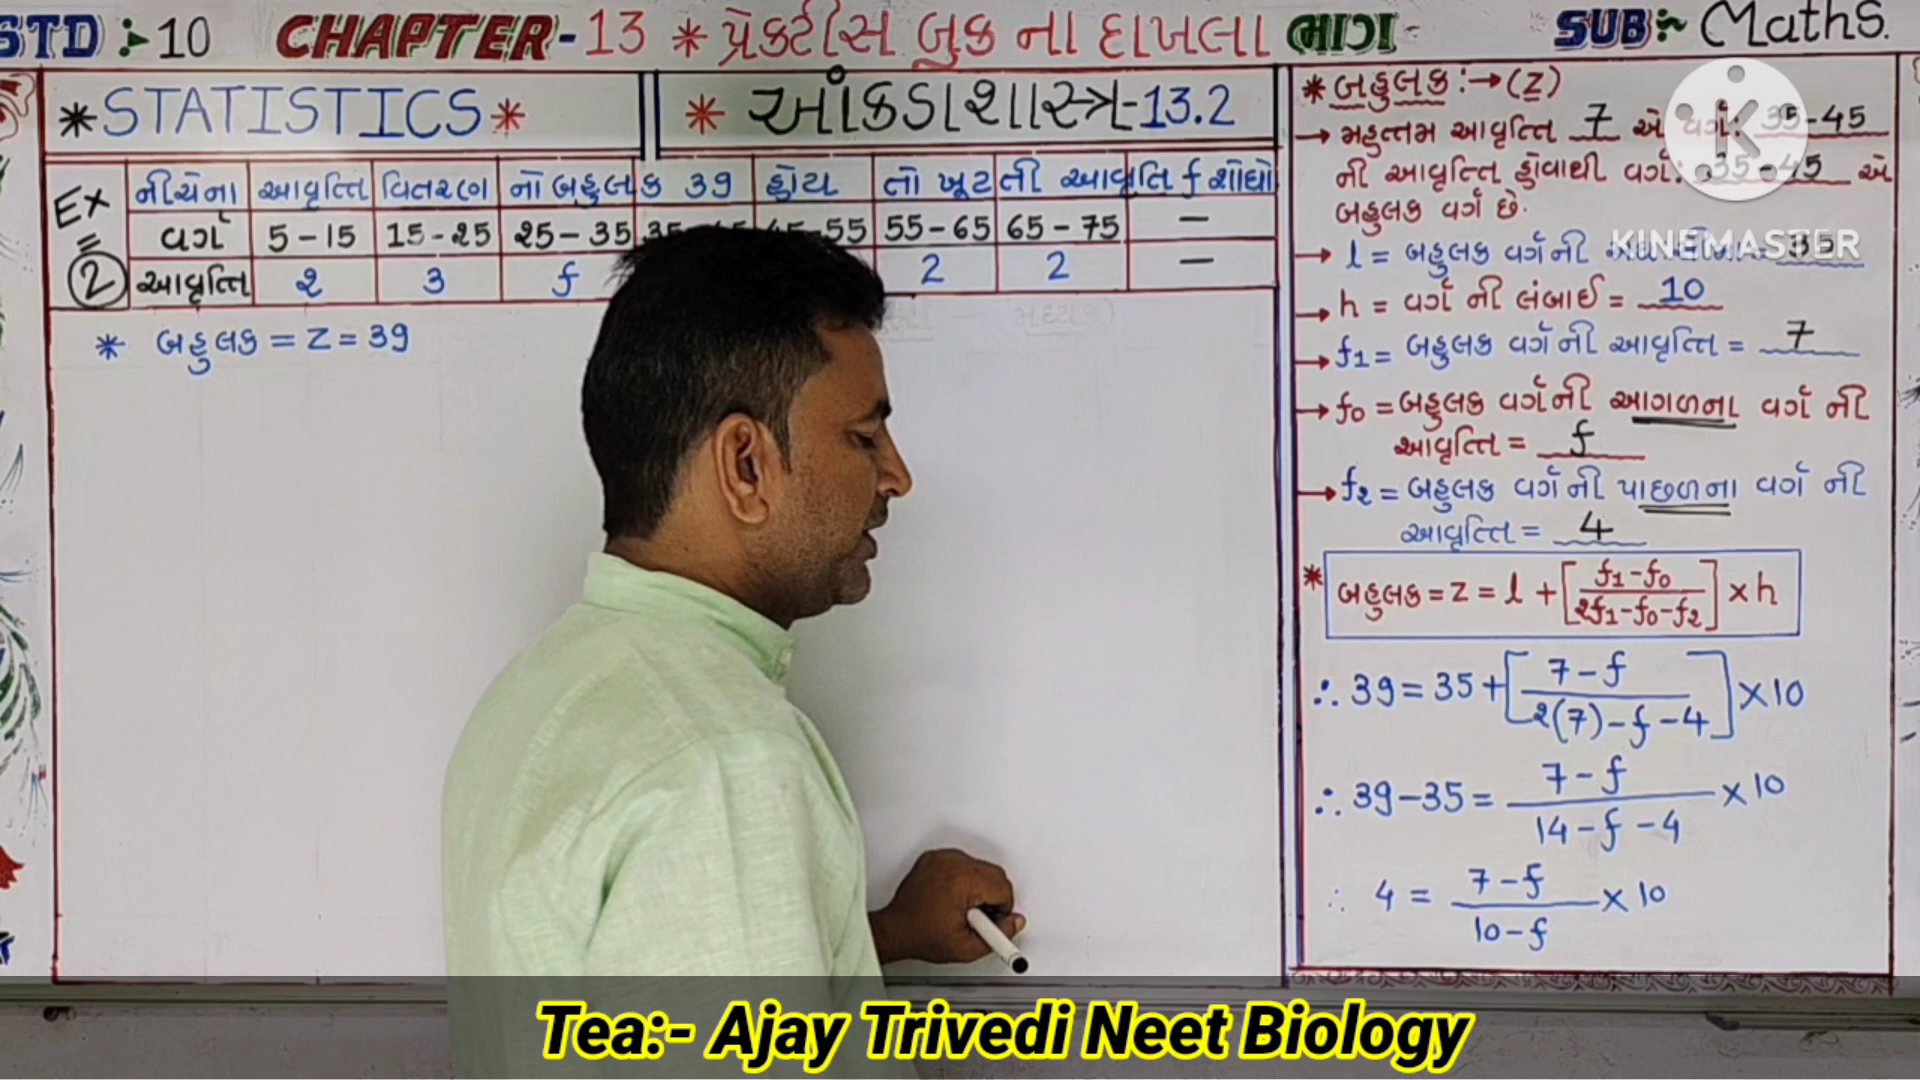 STD :- 10 CHAPTER-13 * પ્રેક્ટીસ બુક ના દાખલા ભાગ - SUB :- Maths.
* STATISTICS *
* આંકડાશાસ્ત્ર-13.2
Ex = 2
નીચેના આવૃત્તિ વિતરણ નો બહુલક 39 હોય તો ખૂટતી આવૃતિ f શોધો
વર્ગ 5-15 15-25 25-35 55-65 65-75 —
આવૃત્તિ 2 3 f 2 2 —
* બહુલક = Z = 39
* બહુલક :→ (Z)
→ મહત્તમ આવૃત્તિ 7 એ વર્ગ: 35-45
ની આવૃત્તિ હોવાથી વર્ગ: 35-45 એ
બહુલક વર્ગ છે.
→ l = બહુલક વર્ગની = 35
→ h = વર્ગ ની લંબાઈ = 10
→ f1 = બહુલક વર્ગની આવૃત્તિ = 7
→ f0 = બહુલક વર્ગની આગળના વર્ગ ની
આવૃત્તિ = f
→ f2 = બહુલક વર્ગ ની પાછળના વર્ગ ની
આવૃત્તિ = 4
* બહુલક = Z = l + [f1-f0 / 2f1-f0-f2] × h
∴ 39 = 35 + [7-f / 2(7)-f-4] × 10
∴ 39-35 = 7-f / 14-f-4 × 10
∴ 4 = 7-f / 10-f × 10
K
KINEMASTER
Tea:- Ajay Trivedi Neet Biology